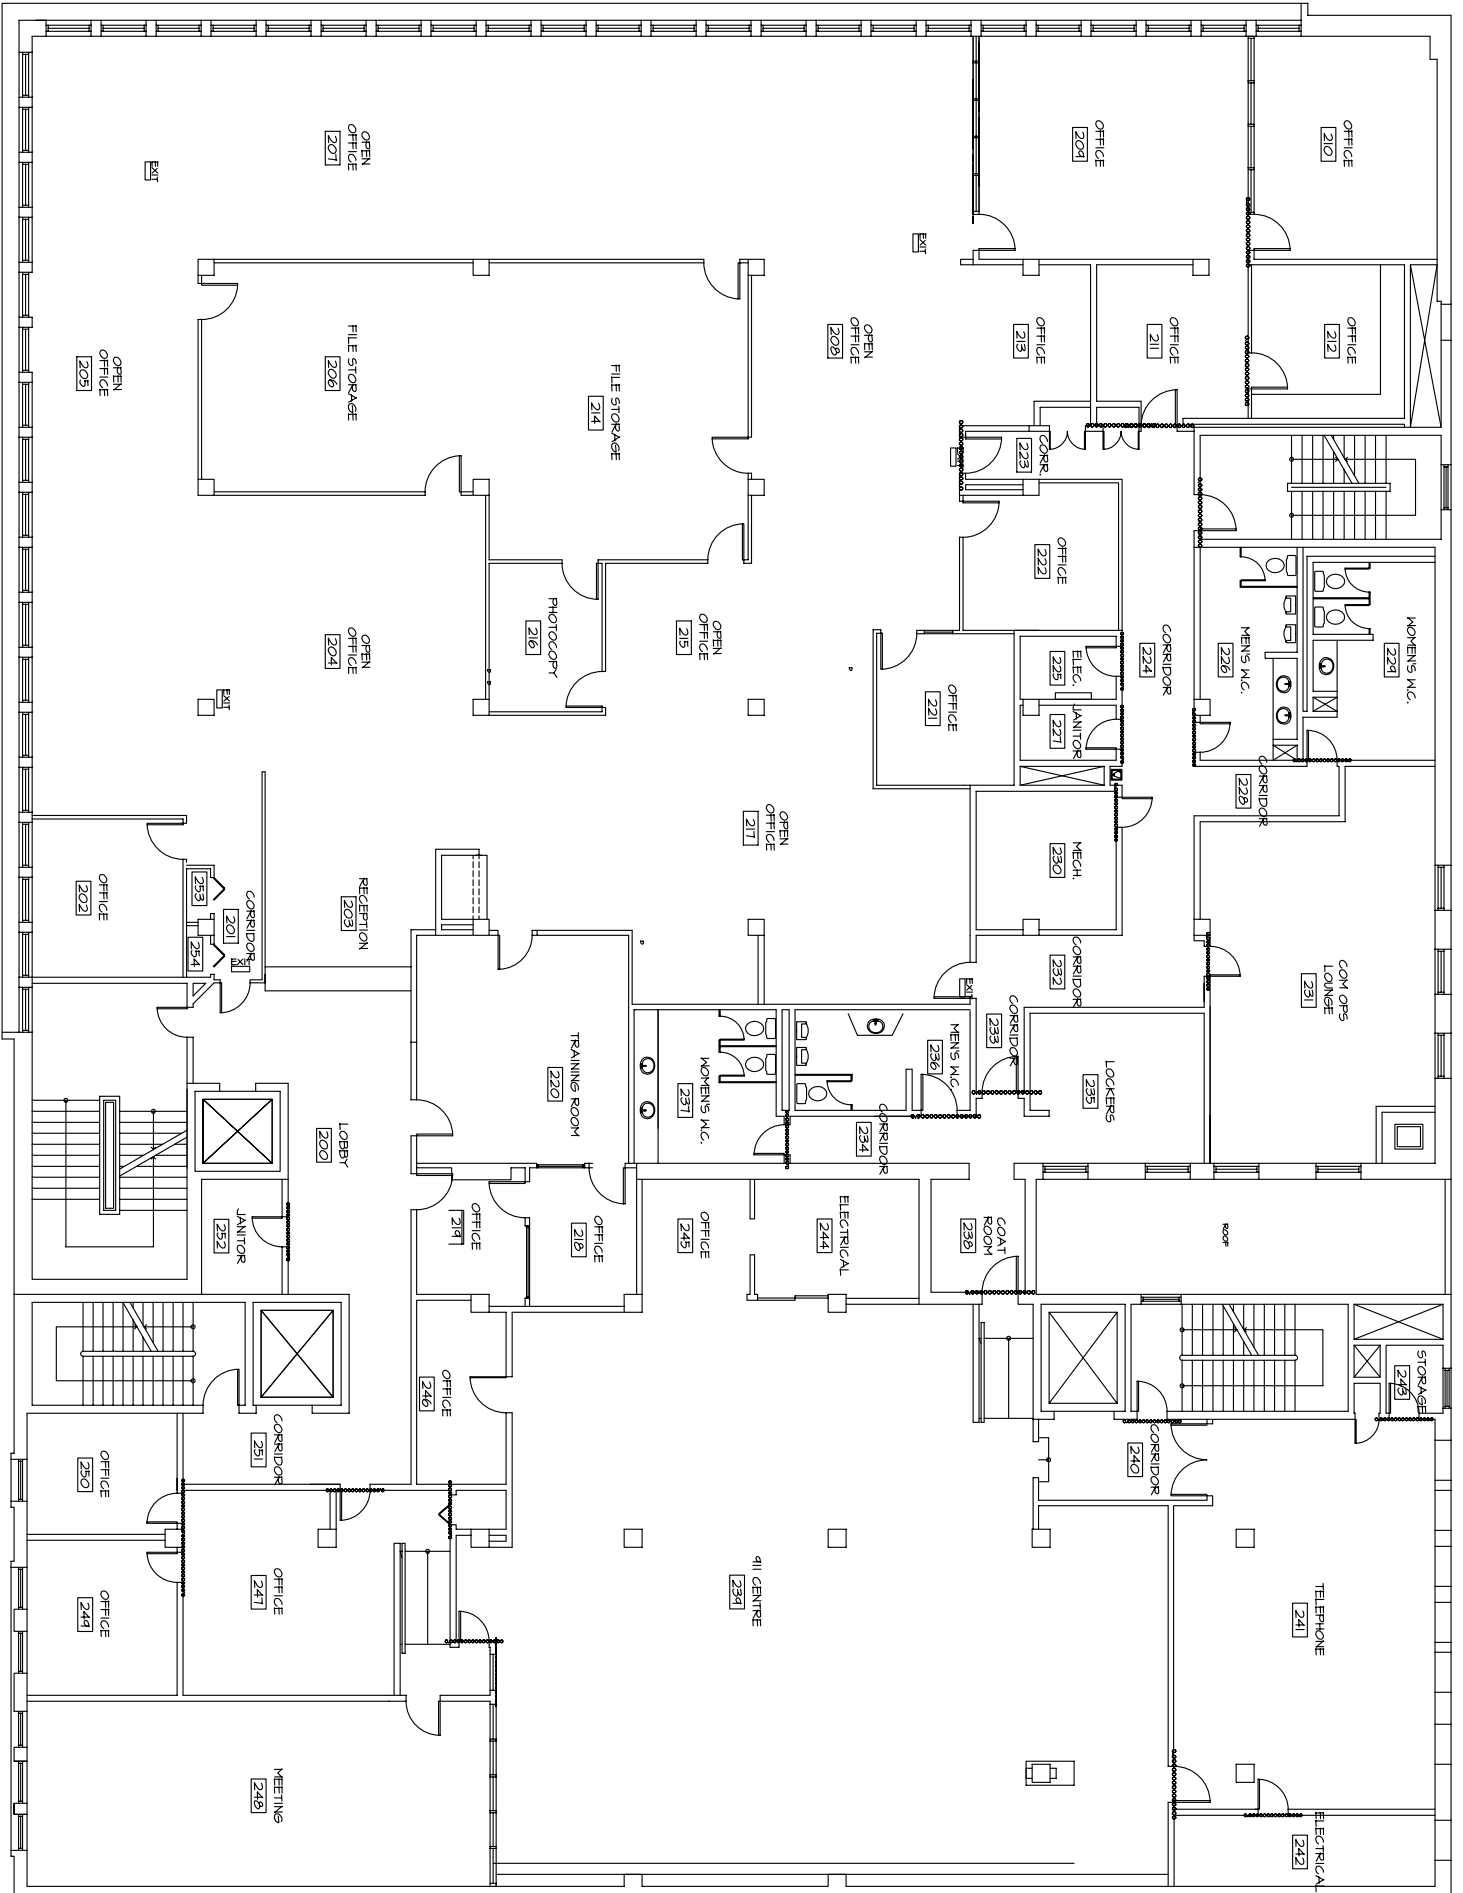 OPEN
OFFICE
207
EXIT
OFFICE
209
OFFICE
210
EXIT
OPEN
OFFICE
205
FILE STORAGE
206
FILE STORAGE
214
OPEN
OFFICE
208
OFFICE
213
OFFICE
211
OFFICE
212
CORR.
223
OFFICE
222
OPEN
OFFICE
204
EXIT
PHOTOCOPY
216
OPEN
OFFICE
215
OFFICE
221
ELEC.
225
JANITOR
227
CORRIDOR
224
MEN'S W.C.
226
WOMEN'S W.C.
229
CORRIDOR
228
OFFICE
202
253
254
CORRIDOR
201
EXIT
RECEPTION
203
OPEN
OFFICE
217
MECH.
230
CORRIDOR
232
EXIT
COM OPS
LOUNGE
231
CORRIDOR
233
LOBBY
200
TRAINING ROOM
220
WOMEN'S W.C.
237
MEN'S W.C.
236
CORRIDOR
234
LOCKERS
235
JANITOR
252
OFFICE
219
OFFICE
218
OFFICE
245
ELECTRICAL
244
COAT
ROOM
238
ROOF
OFFICE
246
STORAGE
243
OFFICE
250
CORRIDOR
251
CORRIDOR
240
OFFICE
249
OFFICE
247
911 CENTRE
239
TELEPHONE
241
MEETING
248
ELECTRICAL
242